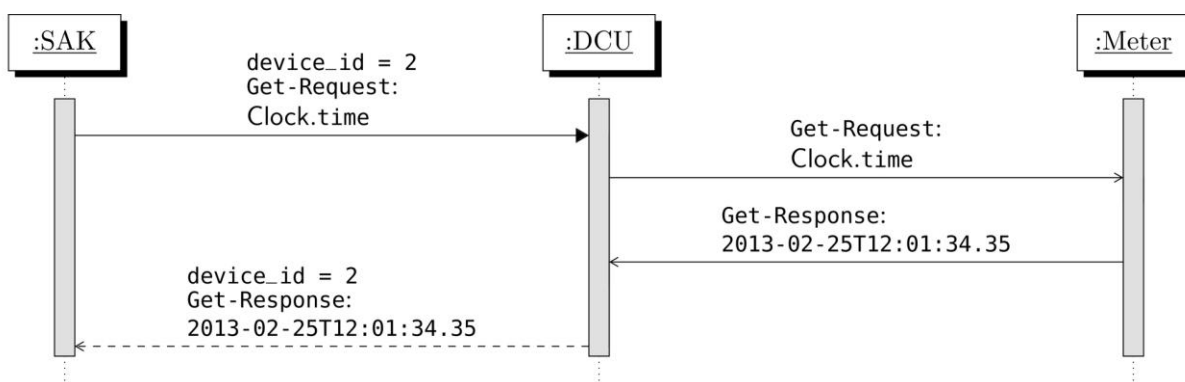 :SAK
:DCU
:Meter
device_id = 2
Get-Request:
Clock.time
Get-Request:
Clock.time
Get-Response:
2013-02-25T12:01:34.35
device_id = 2
Get-Response:
2013-02-25T12:01:34.35